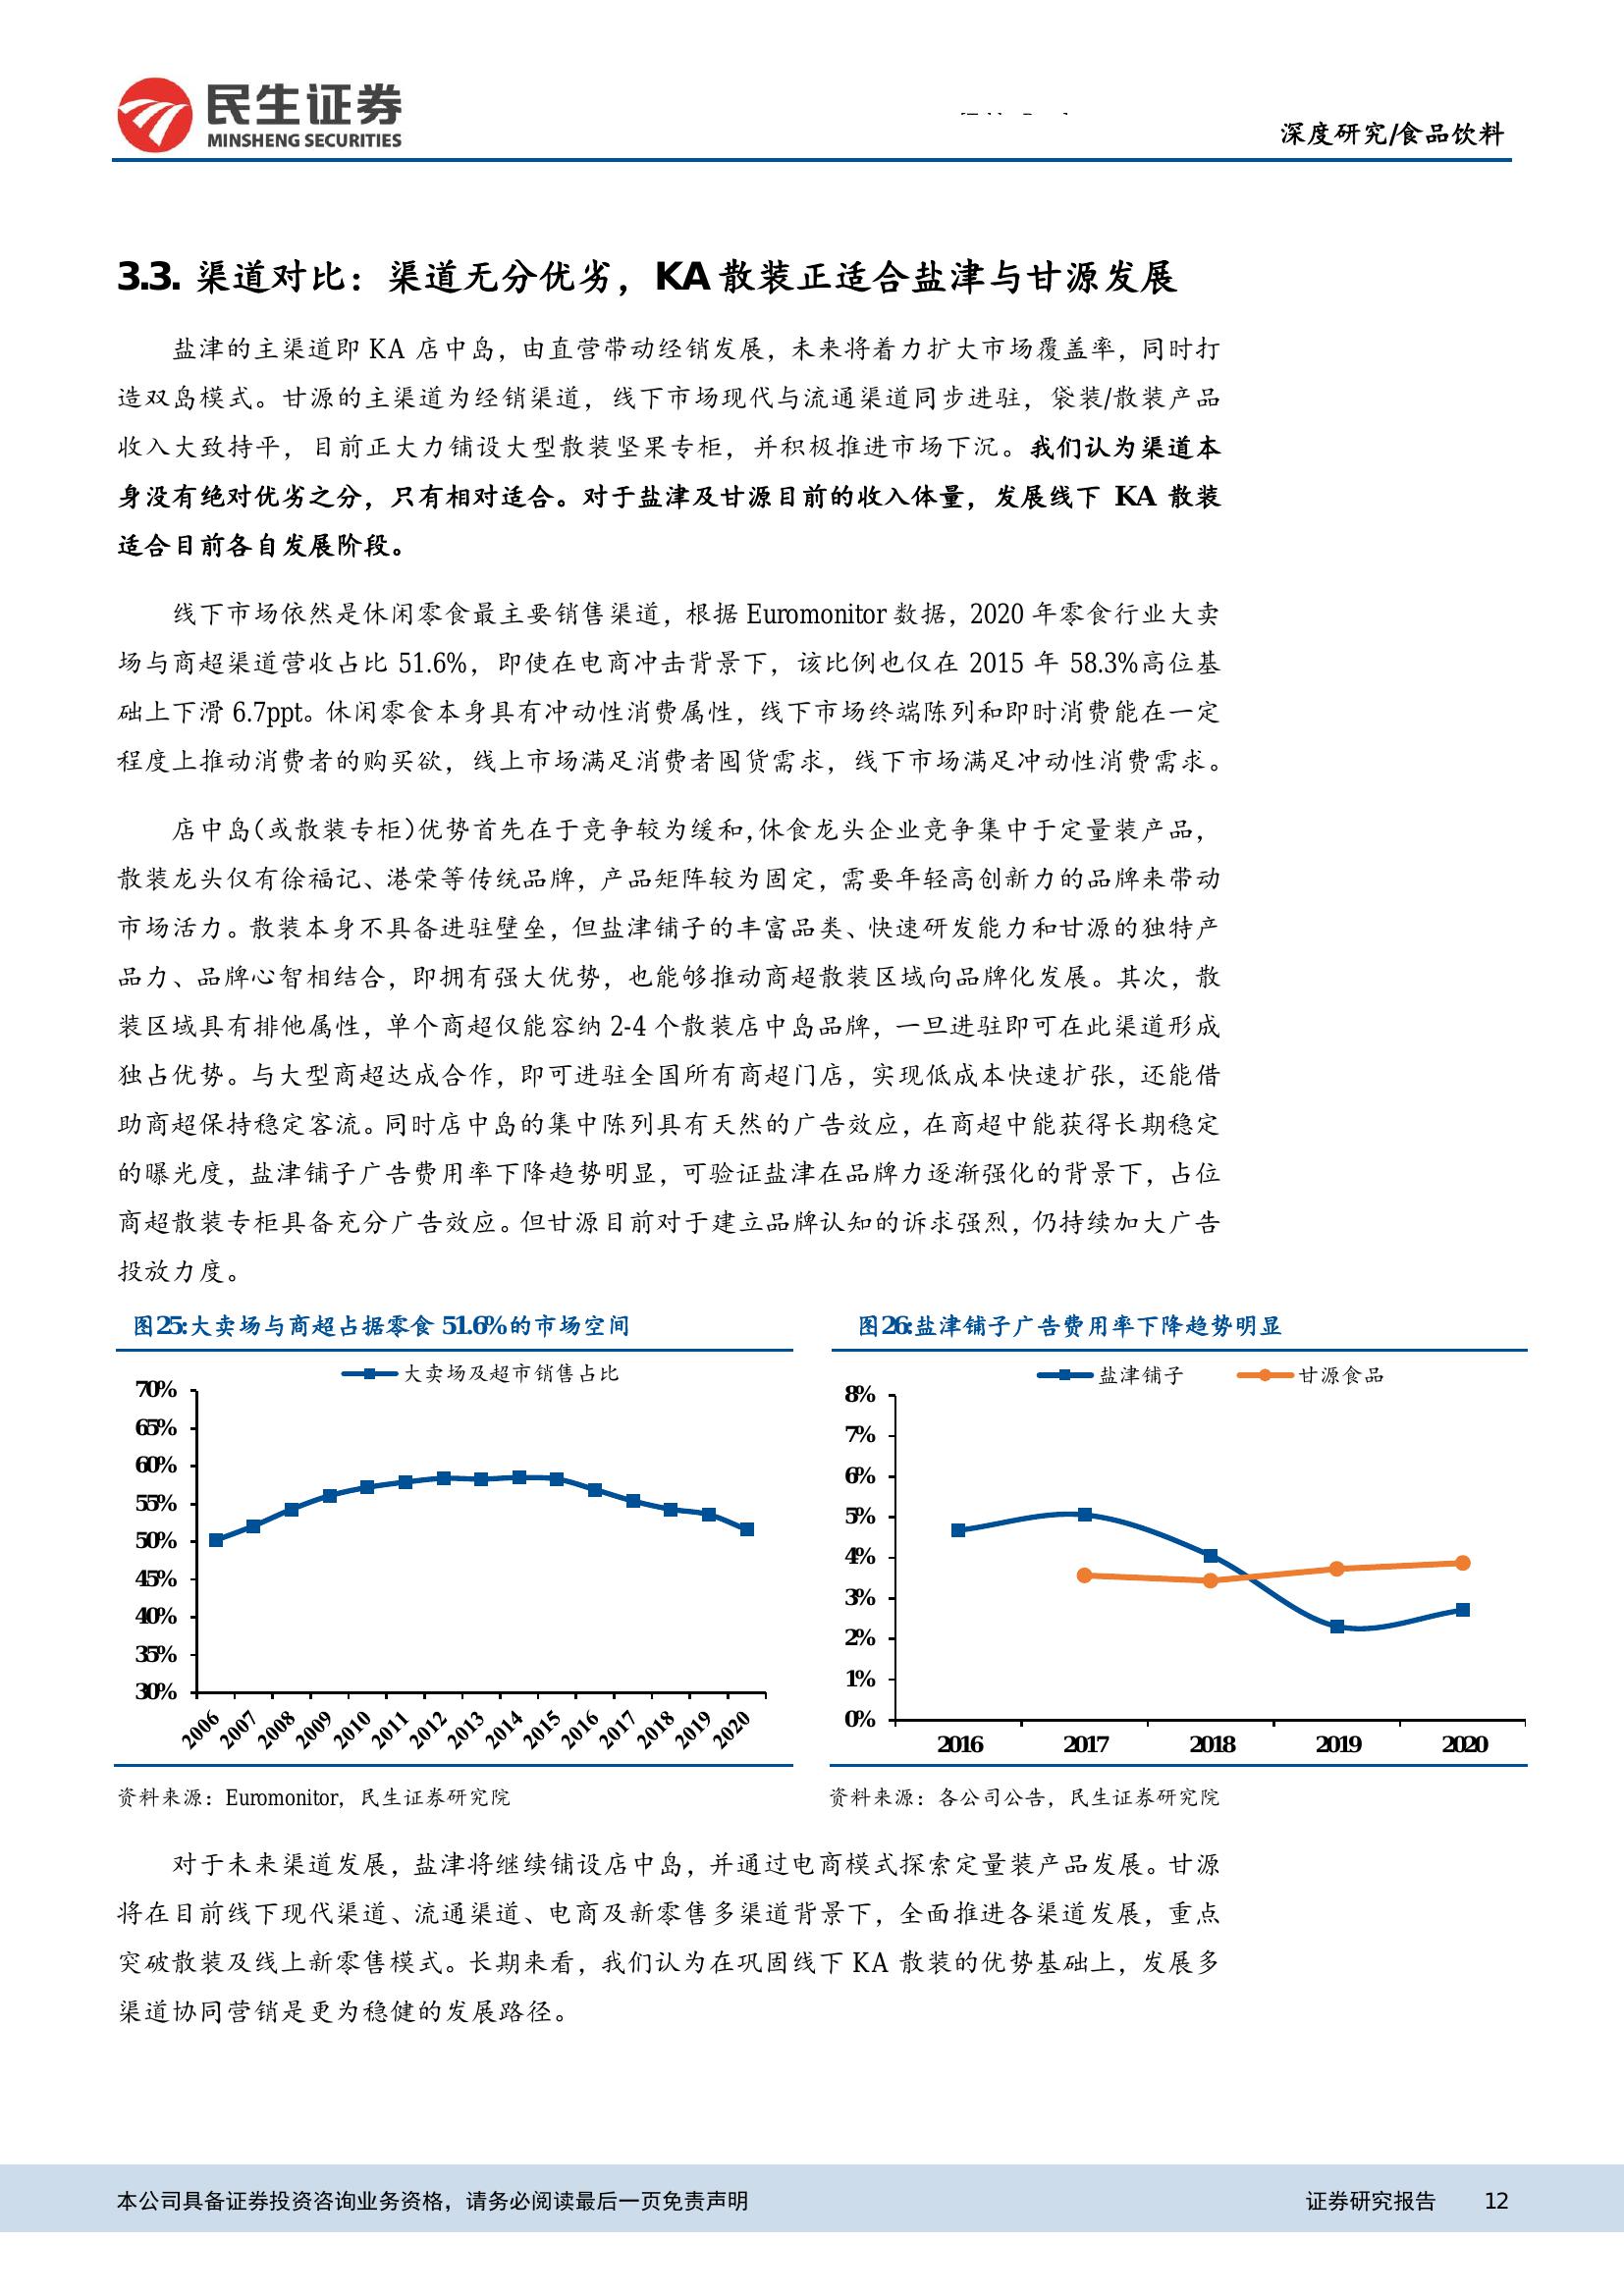 民生证券
MINSHENG SECURITIES
深度研究/食品饮料
3.3. 渠道对比：渠道无分优劣，KA 散装正适合盐津与甘源发展
盐津的主渠道即 KA 店中岛，由直营带动经销发展，未来将着力扩大市场覆盖率，同时打
造双岛模式。甘源的主渠道为经销渠道，线下市场现代与流通渠道同步进驻，袋装/散装产品
收入大致持平，目前正大力铺设大型散装坚果专柜，并积极推进市场下沉。我们认为渠道本
身没有绝对优劣之分，只有相对适合。对于盐津及甘源目前的收入体量，发展线下 KA 散装
适合目前各自发展阶段。
线下市场依然是休闲零食最主要销售渠道，根据 Euromonitor 数据，2020 年零食行业大卖
场与商超渠道营收占比 51.6%，即使在电商冲击背景下，该比例也仅在 2015 年 58.3%高位基
础上下滑 6.7ppt。休闲零食本身具有冲动性消费属性，线下市场终端陈列和即时消费能在一定
程度上推动消费者的购买欲，线上市场满足消费者囤货需求，线下市场满足冲动性消费需求。
店中岛（或散装专柜）优势首先在于竞争较为缓和，休食龙头企业竞争集中于定量装产品，
散装龙头仅有徐福记、港荣等传统品牌，产品矩阵较为固定，需要年轻高创新力的品牌来带动
市场活力。散装本身不具备进驻壁垒，但盐津铺子的丰富品类、快速研发能力和甘源的独特产
品力、品牌心智相结合，即拥有强大优势，也能够推动商超散装区域向品牌化发展。其次，散
装区域具有排他属性，单个商超仅能容纳 2-4 个散装店中岛品牌，一旦进驻即可在此渠道形成
独占优势。与大型商超达成合作，即可进驻全国所有商超门店，实现低成本快速扩张，还能借
助商超保持稳定客流。同时店中岛的集中陈列具有天然的广告效应，在商超中能获得长期稳定
的曝光度，盐津铺子广告费用率下降趋势明显，可验证盐津在品牌力逐渐强化的背景下，占位
商超散装专柜具备充分广告效应。但甘源目前对于建立品牌认知的诉求强烈，仍持续加大广告
投放力度。
图25:大卖场与商超占据零食 51.6%的市场空间
大卖场及超市销售占比
70%
65%
60%
55%
50%
45%
40%
35%
30%
2006 2007 2008 2009 2010 2011 2012 2013 2014 2015 2016 2017 2018 2019 2020
资料来源：Euromonitor，民生证券研究院
图26:盐津铺子广告费用率下降趋势明显
盐津铺子 甘源食品
8%
7%
6%
5%
4%
3%
2%
1%
0%
2016 2017 2018 2019 2020
资料来源：各公司公告，民生证券研究院
对于未来渠道发展，盐津将继续铺设店中岛，并通过电商模式探索定量装产品发展。甘源
将在目前线下现代渠道、流通渠道、电商及新零售多渠道背景下，全面推进各渠道发展，重点
突破散装及线上新零售模式。长期来看，我们认为在巩固线下 KA 散装的优势基础上，发展多
渠道协同营销是更为稳健的发展路径。
本公司具备证券投资咨询业务资格，请务必阅读最后一页免责声明
证券研究报告 12